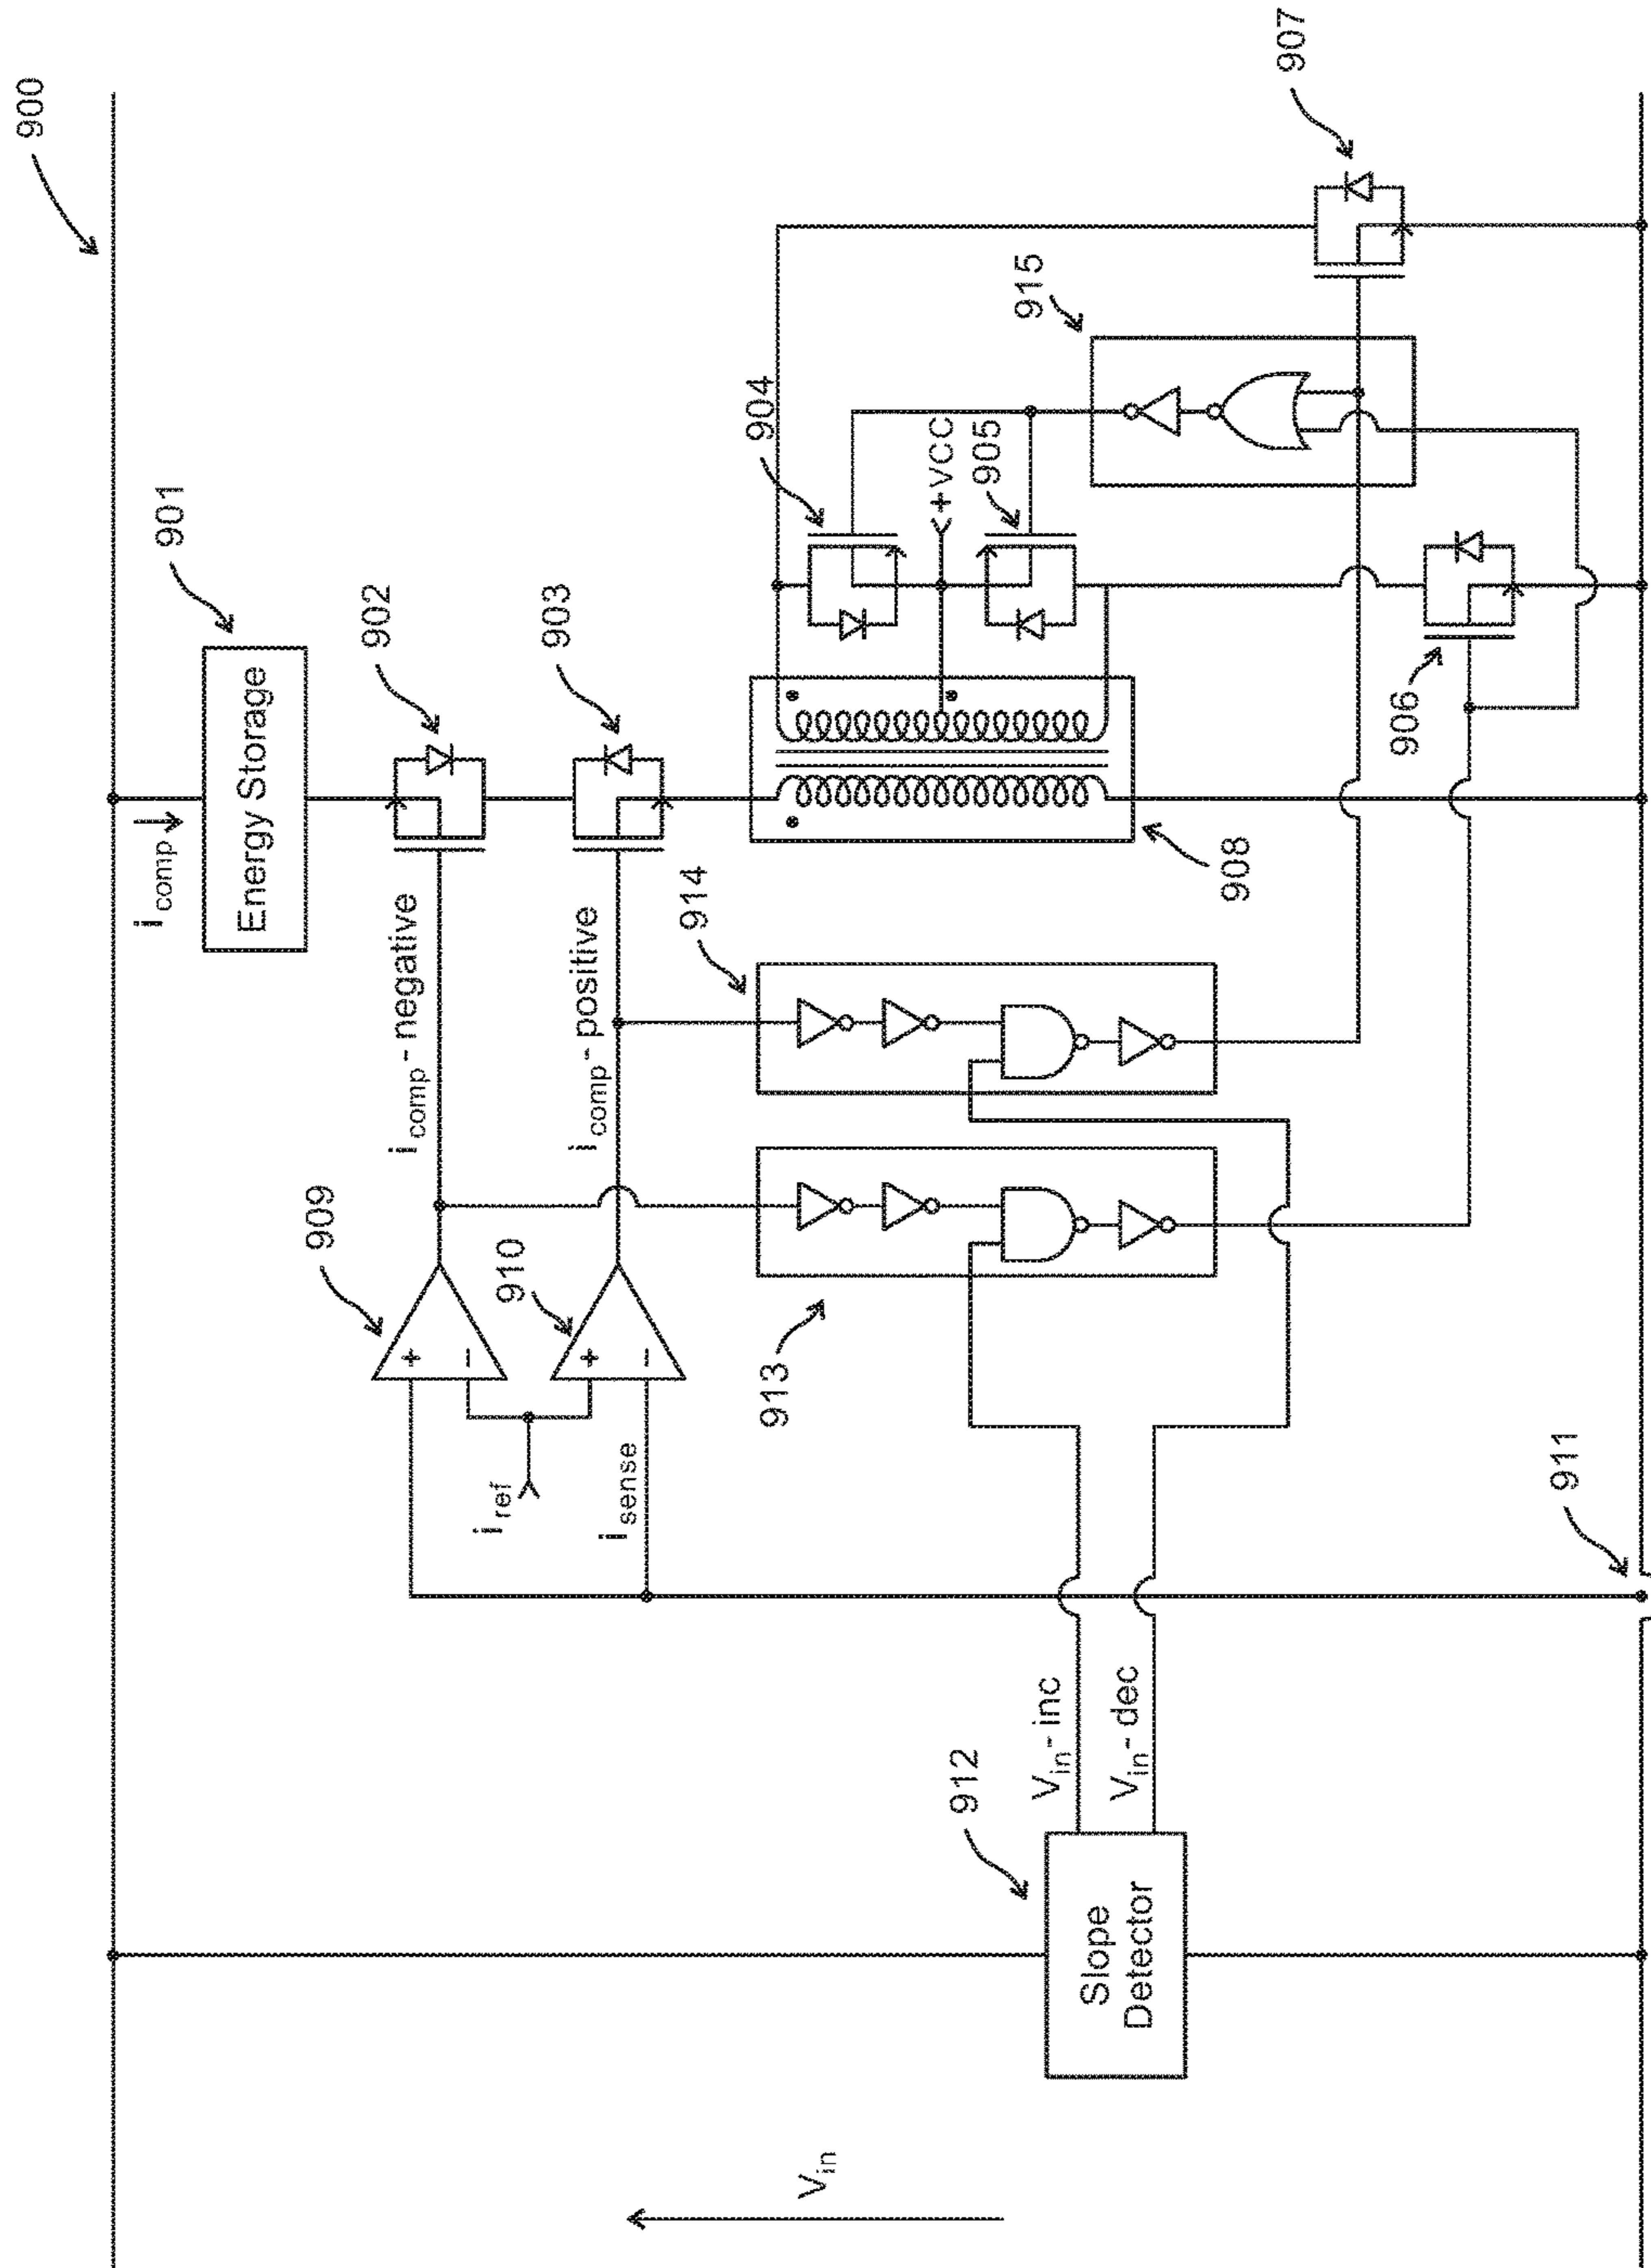 900
901
i_comp
Energy Storage
902
903
i_comp - negative
i_comp - positive
909
910
+
−
+
−
i_ref
i_sense
904
+VCC
905
915
907
908
914
913
906
912
V_in - inc
V_in - dec
Slope
Detector
911
V_in